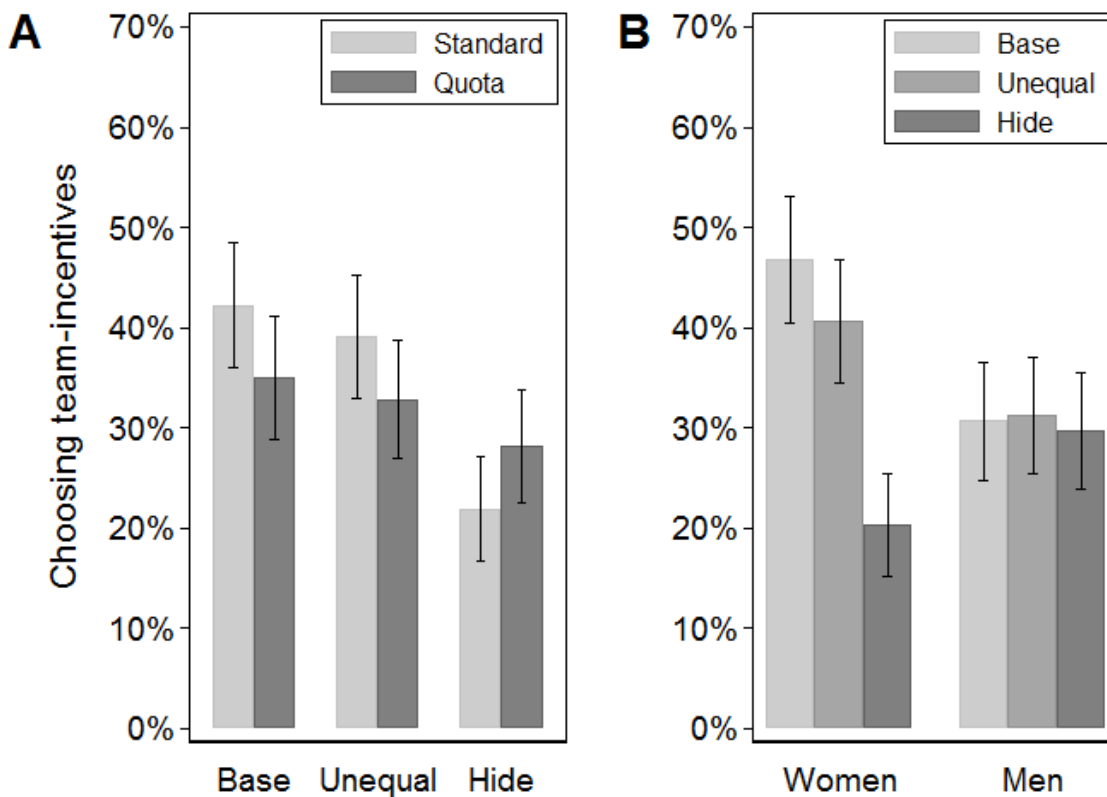 A
Choosing team-incentives
70%
60%
50%
40%
30%
20%
10%
0%
Standard
Quota
Base Unequal Hide
B
70%
60%
50%
40%
30%
20%
10%
0%
Base
Unequal
Hide
Women Men